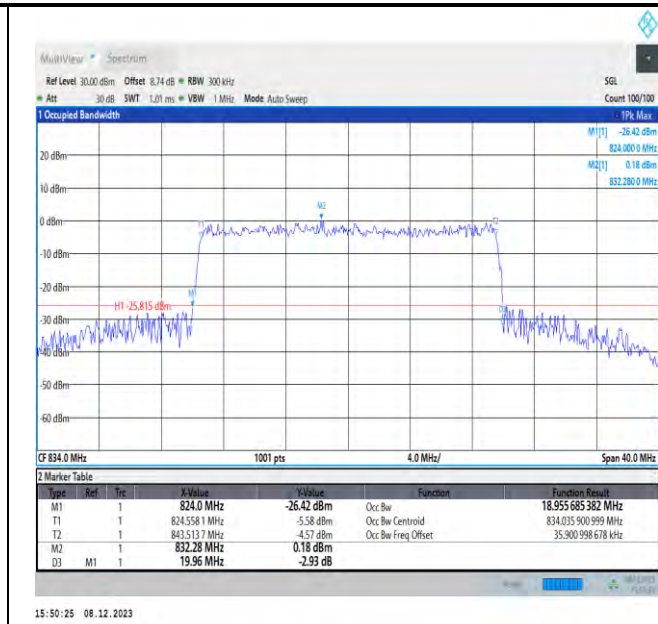 MultiView Spectrum
Ref Level 30.00 dBm Offset 8.74 dB RBW 300 kHz SGL
Att 30 dB SWT 1.01 ms VBW 1 MHz Mode Auto Sweep Count 100/100
1 Occupied Bandwidth 1Pk Max
M1[1] -26.42 dBm
824.000 0 MHz
20 dBm
M2[1] 0.18 dBm
832.280 0 MHz
10 dBm
M2
0 dBm
T1 T2
-10 dBm
-20 dBm
M1
H1 -25.815 dBm
D3
-30 dBm
-40 dBm
-50 dBm
-60 dBm
CF 834.0 MHz 1001 pts 4.0 MHz/ Span 40.0 MHz
2 Marker Table
Type Ref Trc X-Value Y-Value Function Function Result
M1 1 824.0 MHz -26.42 dBm Occ Bw 18.955 685 382 MHz
T1 1 824.558 1 MHz -5.58 dBm Occ Bw Centroid 834.035 900 999 MHz
T2 1 843.513 7 MHz -4.57 dBm Occ Bw Freq Offset 35.900 998 678 kHz
M2 1 832.28 MHz 0.18 dBm
D3 M1 1 19.96 MHz -2.93 dB
15:50:25 08.12.2023